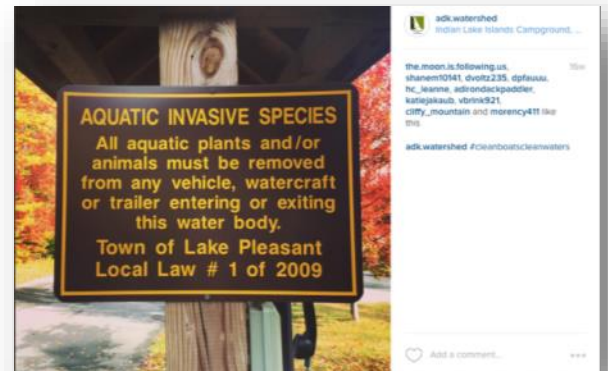 AQUATIC INVASIVE SPECIES
All aquatic plants and/or
animals must be removed
from any vehicle, watercraft
or trailer entering or exiting
this water body.
Town of Lake Pleasant
Local Law # 1 of 2009
adk.watershed
Indian Lake Islands Campground, ...
the.moon.is.following.us,
shanem10141, dvoltz235, dpfauuu,
hc_leanne, adirondackpaddler,
katiejakaub, vbrink921,
cliffy_mountain and morency411 like
this
adk.watershed #cleanboatscleanwaters
Add a comment...